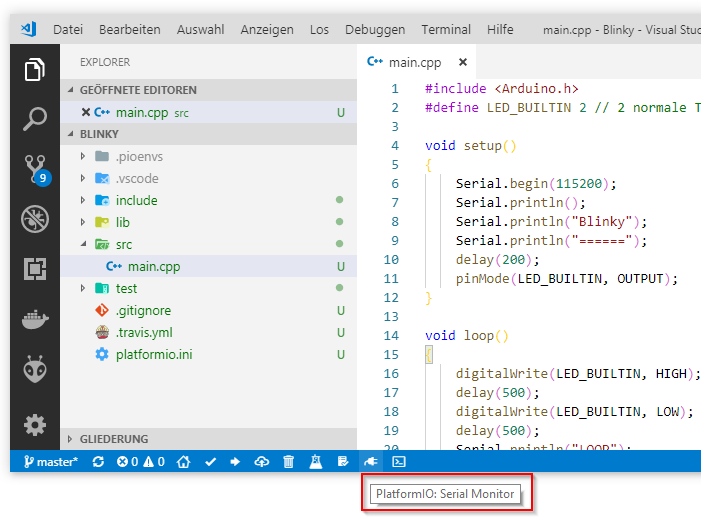 Datei Bearbeiten Auswahl Anzeigen Los Debuggen Terminal Hilfe main.cpp - Blinky - Visual Stu
EXPLORER
GEÖFFNETE EDITOREN
main.cpp src U
BLINKY
.pioenvs
.vscode
include
lib
src
main.cpp U
test
.gitignore U
.travis.yml U
platformio.ini U
GLIEDERUNG
main.cpp
1 #include <Arduino.h>
2 #define LED_BUILTIN 2 // 2 normale T
3
4 void setup()
5 {
6 Serial.begin(115200);
7 Serial.println();
8 Serial.println("Blinky");
9 Serial.println("======");
10 delay(200);
11 pinMode(LED_BUILTIN, OUTPUT);
12 }
13
14 void loop()
15 {
16 digitalWrite(LED_BUILTIN, HIGH);
17 delay(500);
18 digitalWrite(LED_BUILTIN, LOW);
19 delay(500);
20 Serial.println("LOOP");
9
master* 0 0
PlatformIO: Serial Monitor